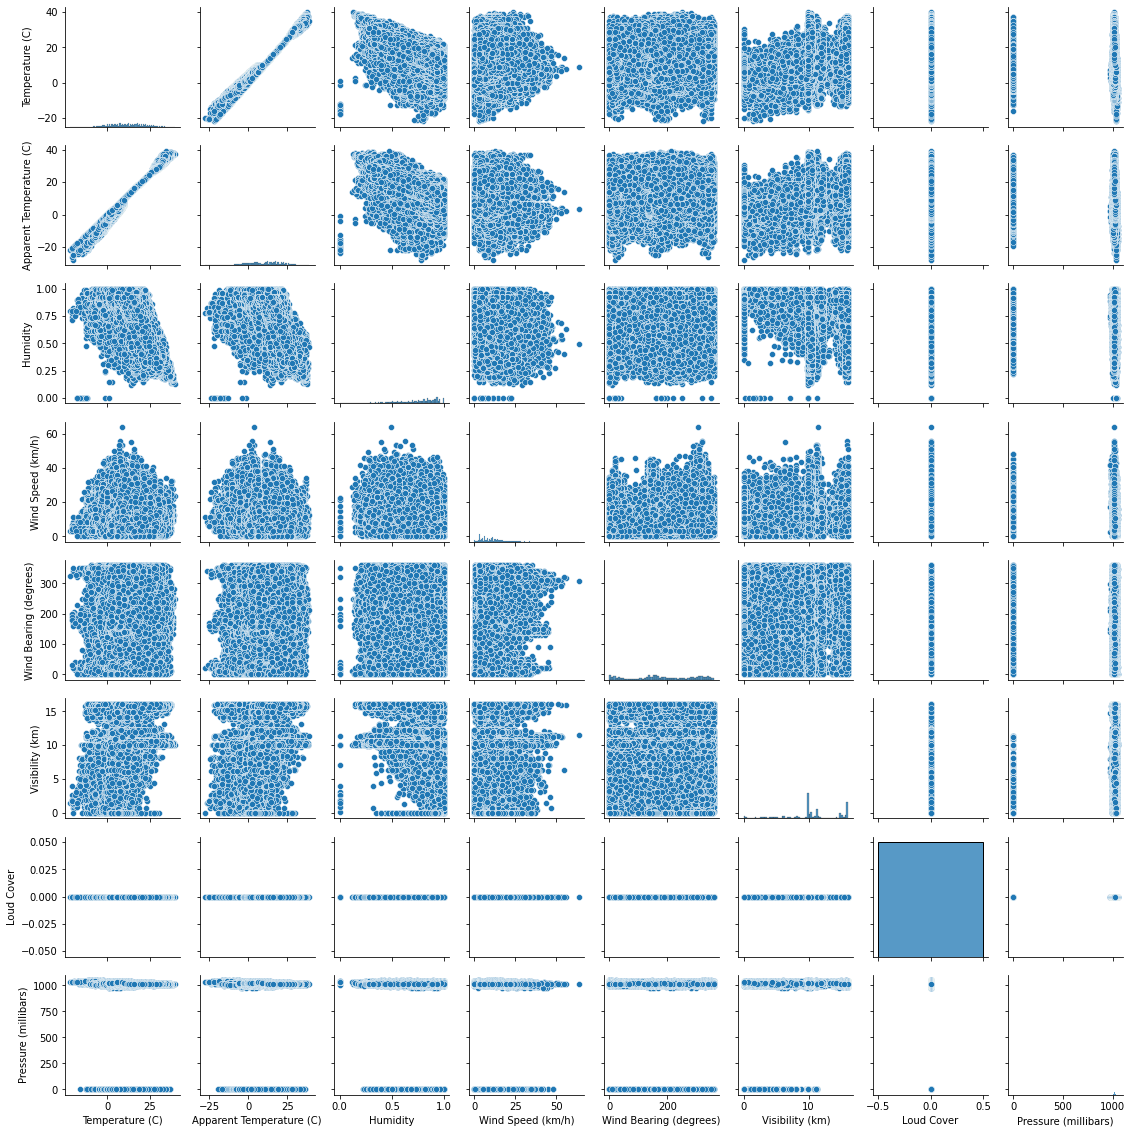 40
20
0
−20
Temperature (C)
40
20
0
−20
Apparent Temperature (C)
1.00
0.75
0.50
0.25
0.00
Humidity
60
40
20
0
Wind Speed (km/h)
300
200
100
0
Wind Bearing (degrees)
15
10
5
0
Visibility (km)
0.050
0.025
0.000
−0.025
−0.050
Loud Cover
1000
750
500
250
0
Pressure (millibars)
0 25
−25 0 25
0.0 0.5 1.0
0 25 50
0 200
0 10
−0.5 0.0 0.5
0 500 1000
Temperature (C) Apparent Temperature (C) Humidity Wind Speed (km/h) Wind Bearing (degrees) Visibility (km) Loud Cover Pressure (millibars)